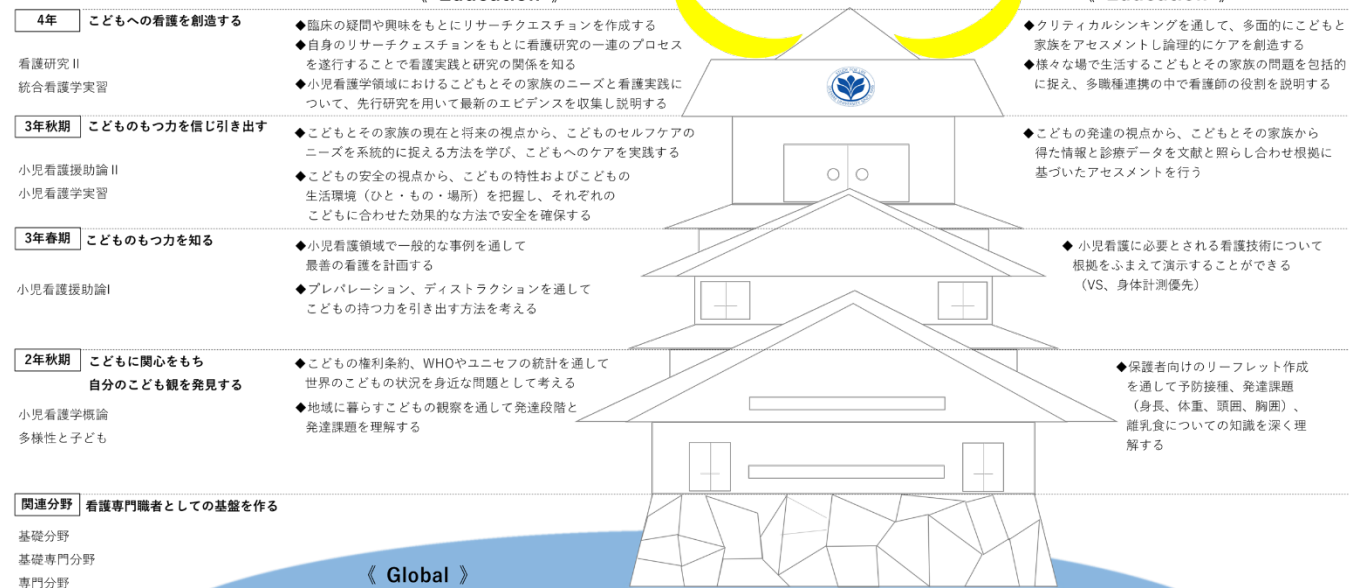 4年 こどもへの看護を創造する
看護研究Ⅱ
統合看護学実習
◆臨床の疑問や興味をもとにリサーチクエスチョンを作成する
◆自身のリサーチクェスチョンをもとに看護研究の一連のプロセス
を遂行することで看護実践と研究の関係を知る
◆小児看護学領域におけるこどもとその家族のニーズと看護実践に
ついて、先行研究を用いて最新のエビデンスを収集し説明する
◆クリティカルシンキングを通して、多面的にこどもと
家族をアセスメントし論理的にケアを創造する
◆様々な場で生活するこどもとその家族の問題を包括的
に捉え、多職種連携の中で看護師の役割を説明する
3年秋期 こどものもつ力を信じ引き出す
小児看護援助論Ⅱ
小児看護学実習
◆こどもとその家族の現在と将来の視点から、こどものセルフケアの
ニーズを系統的に捉える方法を学び、こどもへのケアを実践する
◆こどもの安全の視点から、こどもの特性およびこどもの
生活環境（ひと・もの・場所）を把握し、それぞれの
こどもに合わせた効果的な方法で安全を確保する
◆こどもの発達の視点から、こどもとその家族から
得た情報と診療データを文献と照らし合わせ根拠に
基づいたアセスメントを行う
3年春期 こどものもつ力を知る
小児看護援助論Ⅰ
◆小児看護領域で一般的な事例を通して
最善の看護を計画する
◆プレパレーション、ディストラクションを通して
こどもの持つ力を引き出す方法を考える
◆ 小児看護に必要とされる看護技術について
根拠をふまえて演示することができる
（VS、身体計測優先）
2年秋期 こどもに関心をもち
自分のこども観を発見する
小児看護学概論
多様性と子ども
◆こどもの権利条約、WHOやユニセフの統計を通して
世界のこどもの状況を身近な問題として考える
◆地域に暮らすこどもの観察を通して発達段階と
発達課題を理解する
◆保護者向けのリーフレット作成
を通して予防接種、発達課題
（身長、体重、頭囲、胸囲）、
離乳食についての知識を深く理
解する
関連分野 看護専門職者としての基盤を作る
基礎分野
基礎専門分野
専門分野
《 Global 》